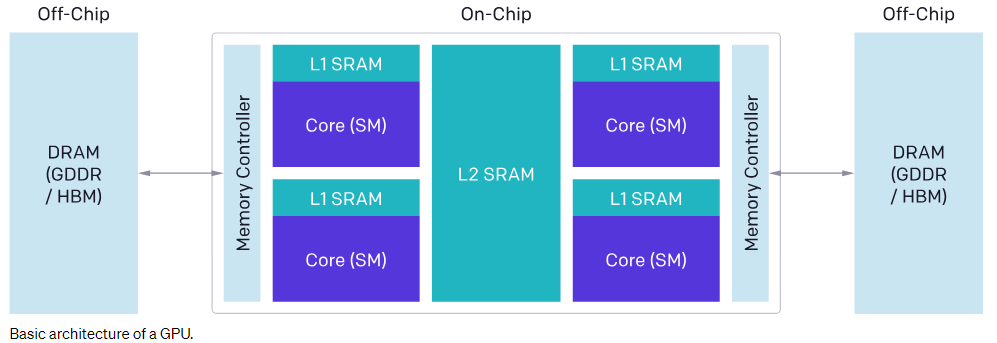 Off-Chip
On-Chip
Off-Chip
DRAM
(GDDR
/ HBM)
Memory Controller
L1 SRAM
Core (SM)
L1 SRAM
Core (SM)
L2 SRAM
L1 SRAM
Core (SM)
L1 SRAM
Core (SM)
Memory Controller
DRAM
(GDDR
/ HBM)
Basic architecture of a GPU.